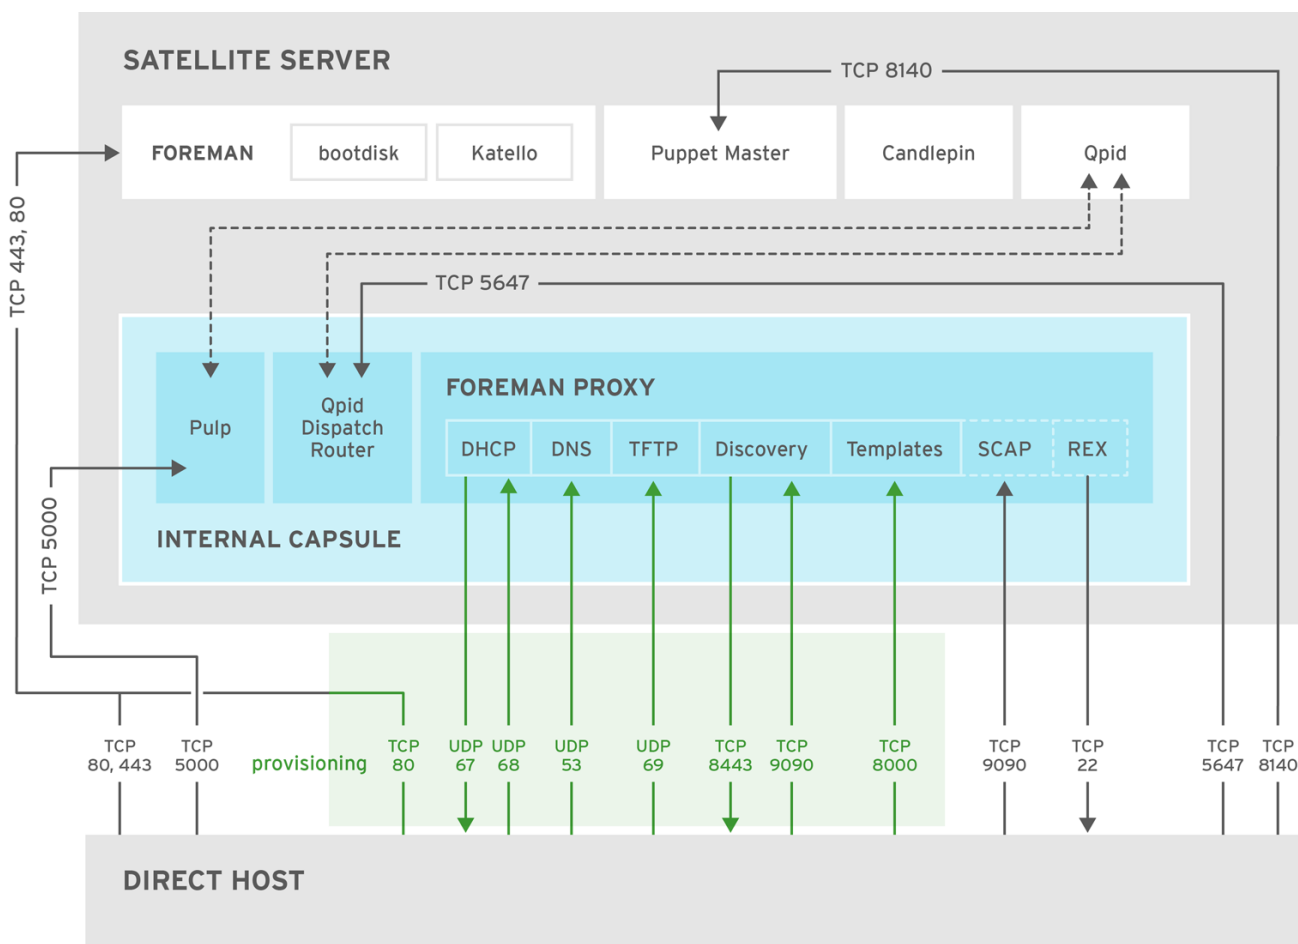 SATELLITE SERVER
TCP 8140
FOREMAN
bootdisk
Katello
Puppet Master
Candlepin
Qpid
TCP 443, 80
TCP 5647
Pulp
Qpid
Dispatch
Router
FOREMAN PROXY
DHCP
DNS
TFTP
Discovery
Templates
SCAP
REX
INTERNAL CAPSULE
TCP 5000
TCP
80, 443
TCP
5000
provisioning
TCP
80
UDP
67
UDP
68
UDP
53
UDP
69
TCP
8443
TCP
9090
TCP
8000
TCP
9090
TCP
22
TCP
5647
TCP
8140
DIRECT HOST